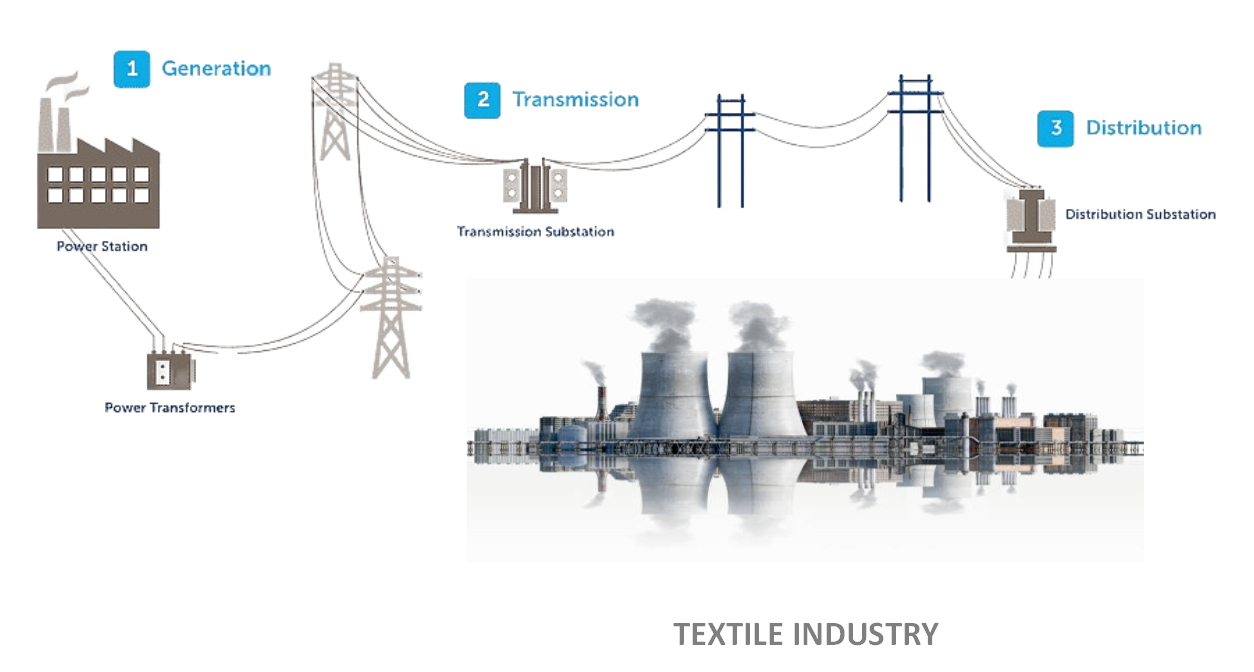 1 Generation
2 Transmission
3 Distribution
Power Station
Transmission Substation
Distribution Substation
Power Transformers
TEXTILE INDUSTRY